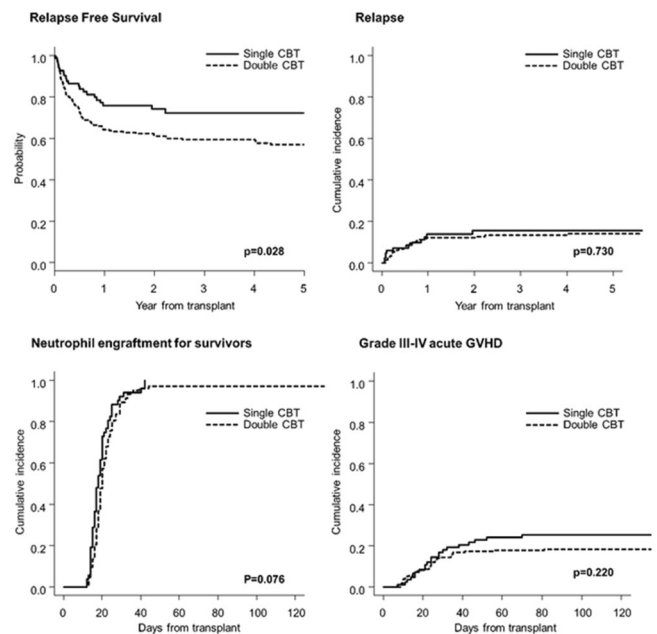 Relapse Free Survival
1.0
0.8
0.6
0.4
0.2
0.0
Probability
Single CBT
Double CBT
p=0.028
0 1 2 3 4 5
Year from transplant
Relapse
1.0
0.8
0.6
0.4
0.2
0.0
Cumulative incidence
Single CBT
Double CBT
p=0.730
0 1 2 3 4 5
Year from transplant
Neutrophil engraftment for survivors
1.0
0.8
0.6
0.4
0.2
0.0
Cumulative incidence
Single CBT
Double CBT
P=0.076
0 20 40 60 80 100 120
Days from transplant
Grade III-IV acute GVHD
1.0
0.8
0.6
0.4
0.2
0.0
Cumulative incidence
Single CBT
Double CBT
p=0.220
0 20 40 60 80 100 120
Days from transplant